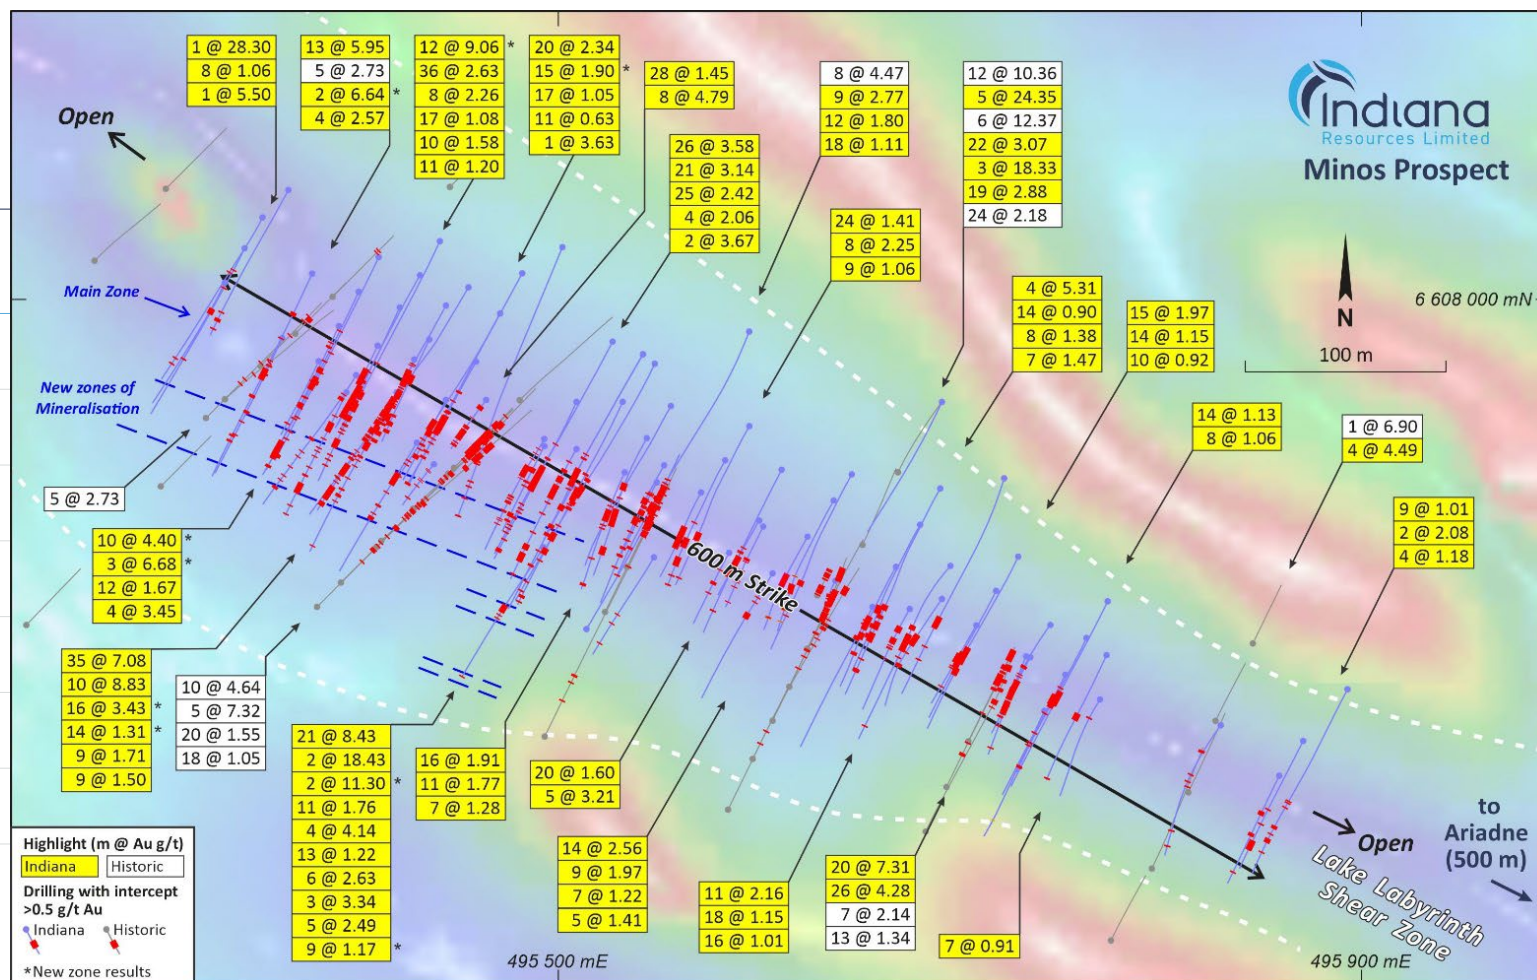 Indiana
Resources Limited
Minos Prospect
Open
1 @ 28.30
8 @ 1.06
1 @ 5.50
13 @ 5.95
5 @ 2.73
2 @ 6.64 *
4 @ 2.57
12 @ 9.06 *
36 @ 2.63
8 @ 2.26
17 @ 1.08
10 @ 1.58
11 @ 1.20
20 @ 2.34
15 @ 1.90 *
17 @ 1.05
11 @ 0.63
1 @ 3.63
28 @ 1.45
8 @ 4.79
26 @ 3.58
21 @ 3.14
25 @ 2.42
4 @ 2.06
2 @ 3.67
8 @ 4.47
9 @ 2.77
12 @ 1.80
18 @ 1.11
24 @ 1.41
8 @ 2.25
9 @ 1.06
12 @ 10.36
5 @ 24.35
6 @ 12.37
22 @ 3.07
3 @ 18.33
19 @ 2.88
24 @ 2.18
4 @ 5.31
14 @ 0.90
8 @ 1.38
7 @ 1.47
15 @ 1.97
14 @ 1.15
10 @ 0.92
N
100 m
6 608 000 mN
14 @ 1.13
8 @ 1.06
1 @ 6.90
4 @ 4.49
9 @ 1.01
2 @ 2.08
4 @ 1.18
Main Zone
New zones of
Mineralisation
600 m Strike
5 @ 2.73
10 @ 4.40 *
3 @ 6.68 *
12 @ 1.67
4 @ 3.45
35 @ 7.08
10 @ 8.83
16 @ 3.43 *
14 @ 1.31 *
9 @ 1.71
9 @ 1.50
10 @ 4.64
5 @ 7.32
20 @ 1.55
18 @ 1.05
21 @ 8.43
2 @ 18.43
2 @ 11.30 *
11 @ 1.76
4 @ 4.14
13 @ 1.22
6 @ 2.63
3 @ 3.34
5 @ 2.49
9 @ 1.17 *
16 @ 1.91
11 @ 1.77
7 @ 1.28
20 @ 1.60
5 @ 3.21
14 @ 2.56
9 @ 1.97
7 @ 1.22
5 @ 1.41
11 @ 2.16
18 @ 1.15
16 @ 1.01
20 @ 7.31
26 @ 4.28
7 @ 2.14
13 @ 1.34
7 @ 0.91
Open
to
Ariadne
(500 m)
Lake Labyrinth
Shear Zone
Highlight (m @ Au g/t)
Indiana Historic
Drilling with intercept
>0.5 g/t Au
Indiana Historic
*New zone results
495 500 mE
495 900 mE